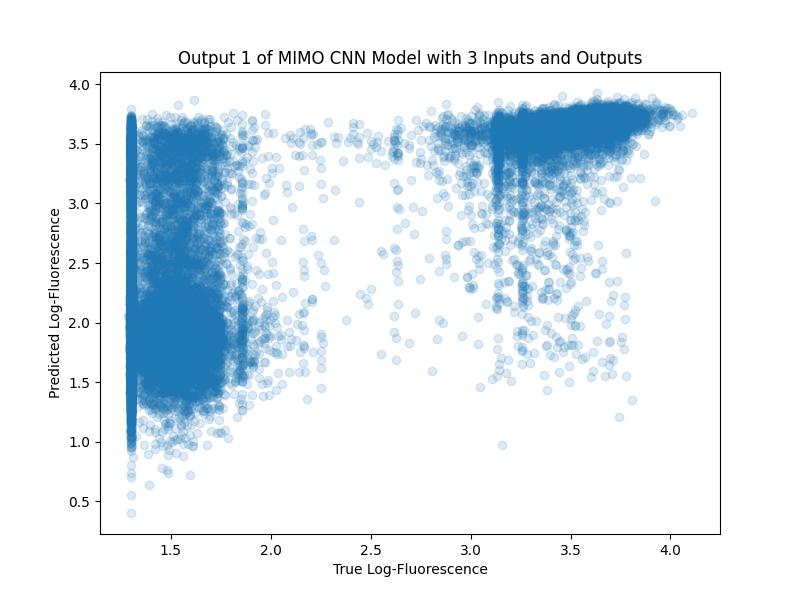 Output 1 of MIMO CNN Model with 3 Inputs and Outputs
4.0
3.5
3.0
2.5
2.0
1.5
1.0
0.5
Predicted Log-Fluorescence
1.5 2.0 2.5 3.0 3.5 4.0
True Log-Fluorescence